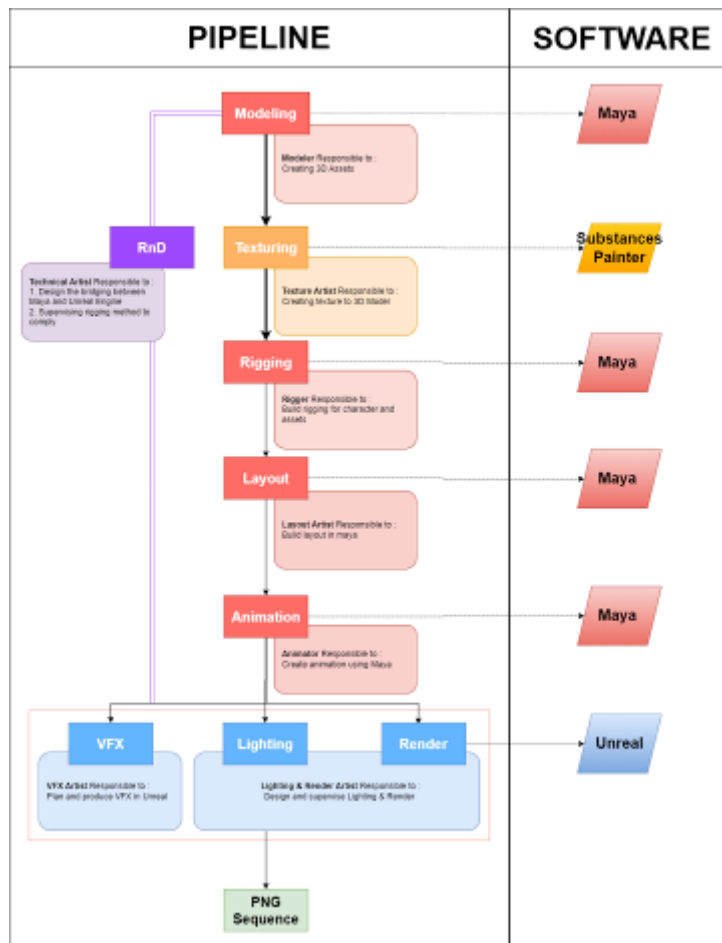 PIPELINE
SOFTWARE
Modeling
Maya
Modeler Responsible to :
Creating 3D Assets
RnD
Texturing
Substances
Painter
Technical Artist Responsible to :
1. Design the bridging between
Maya and Unreal Engine
2. Supervising rigging method to
comply
Texture Artist Responsible to :
Creating texture to 3D Model
Rigging
Maya
Rigger Responsible to :
Build rigging for character and
assets
Layout
Maya
Layout Artist Responsible to :
Build layout in maya
Animation
Maya
Animator Responsible to :
Create animation using Maya
VFX
Lighting
Render
Unreal
VFX Artist Responsible to :
Plan and produce VFX in Unreal
Lighting & Render Artist Responsible to :
Design and supervise Lighting & Render
PNG
Sequence